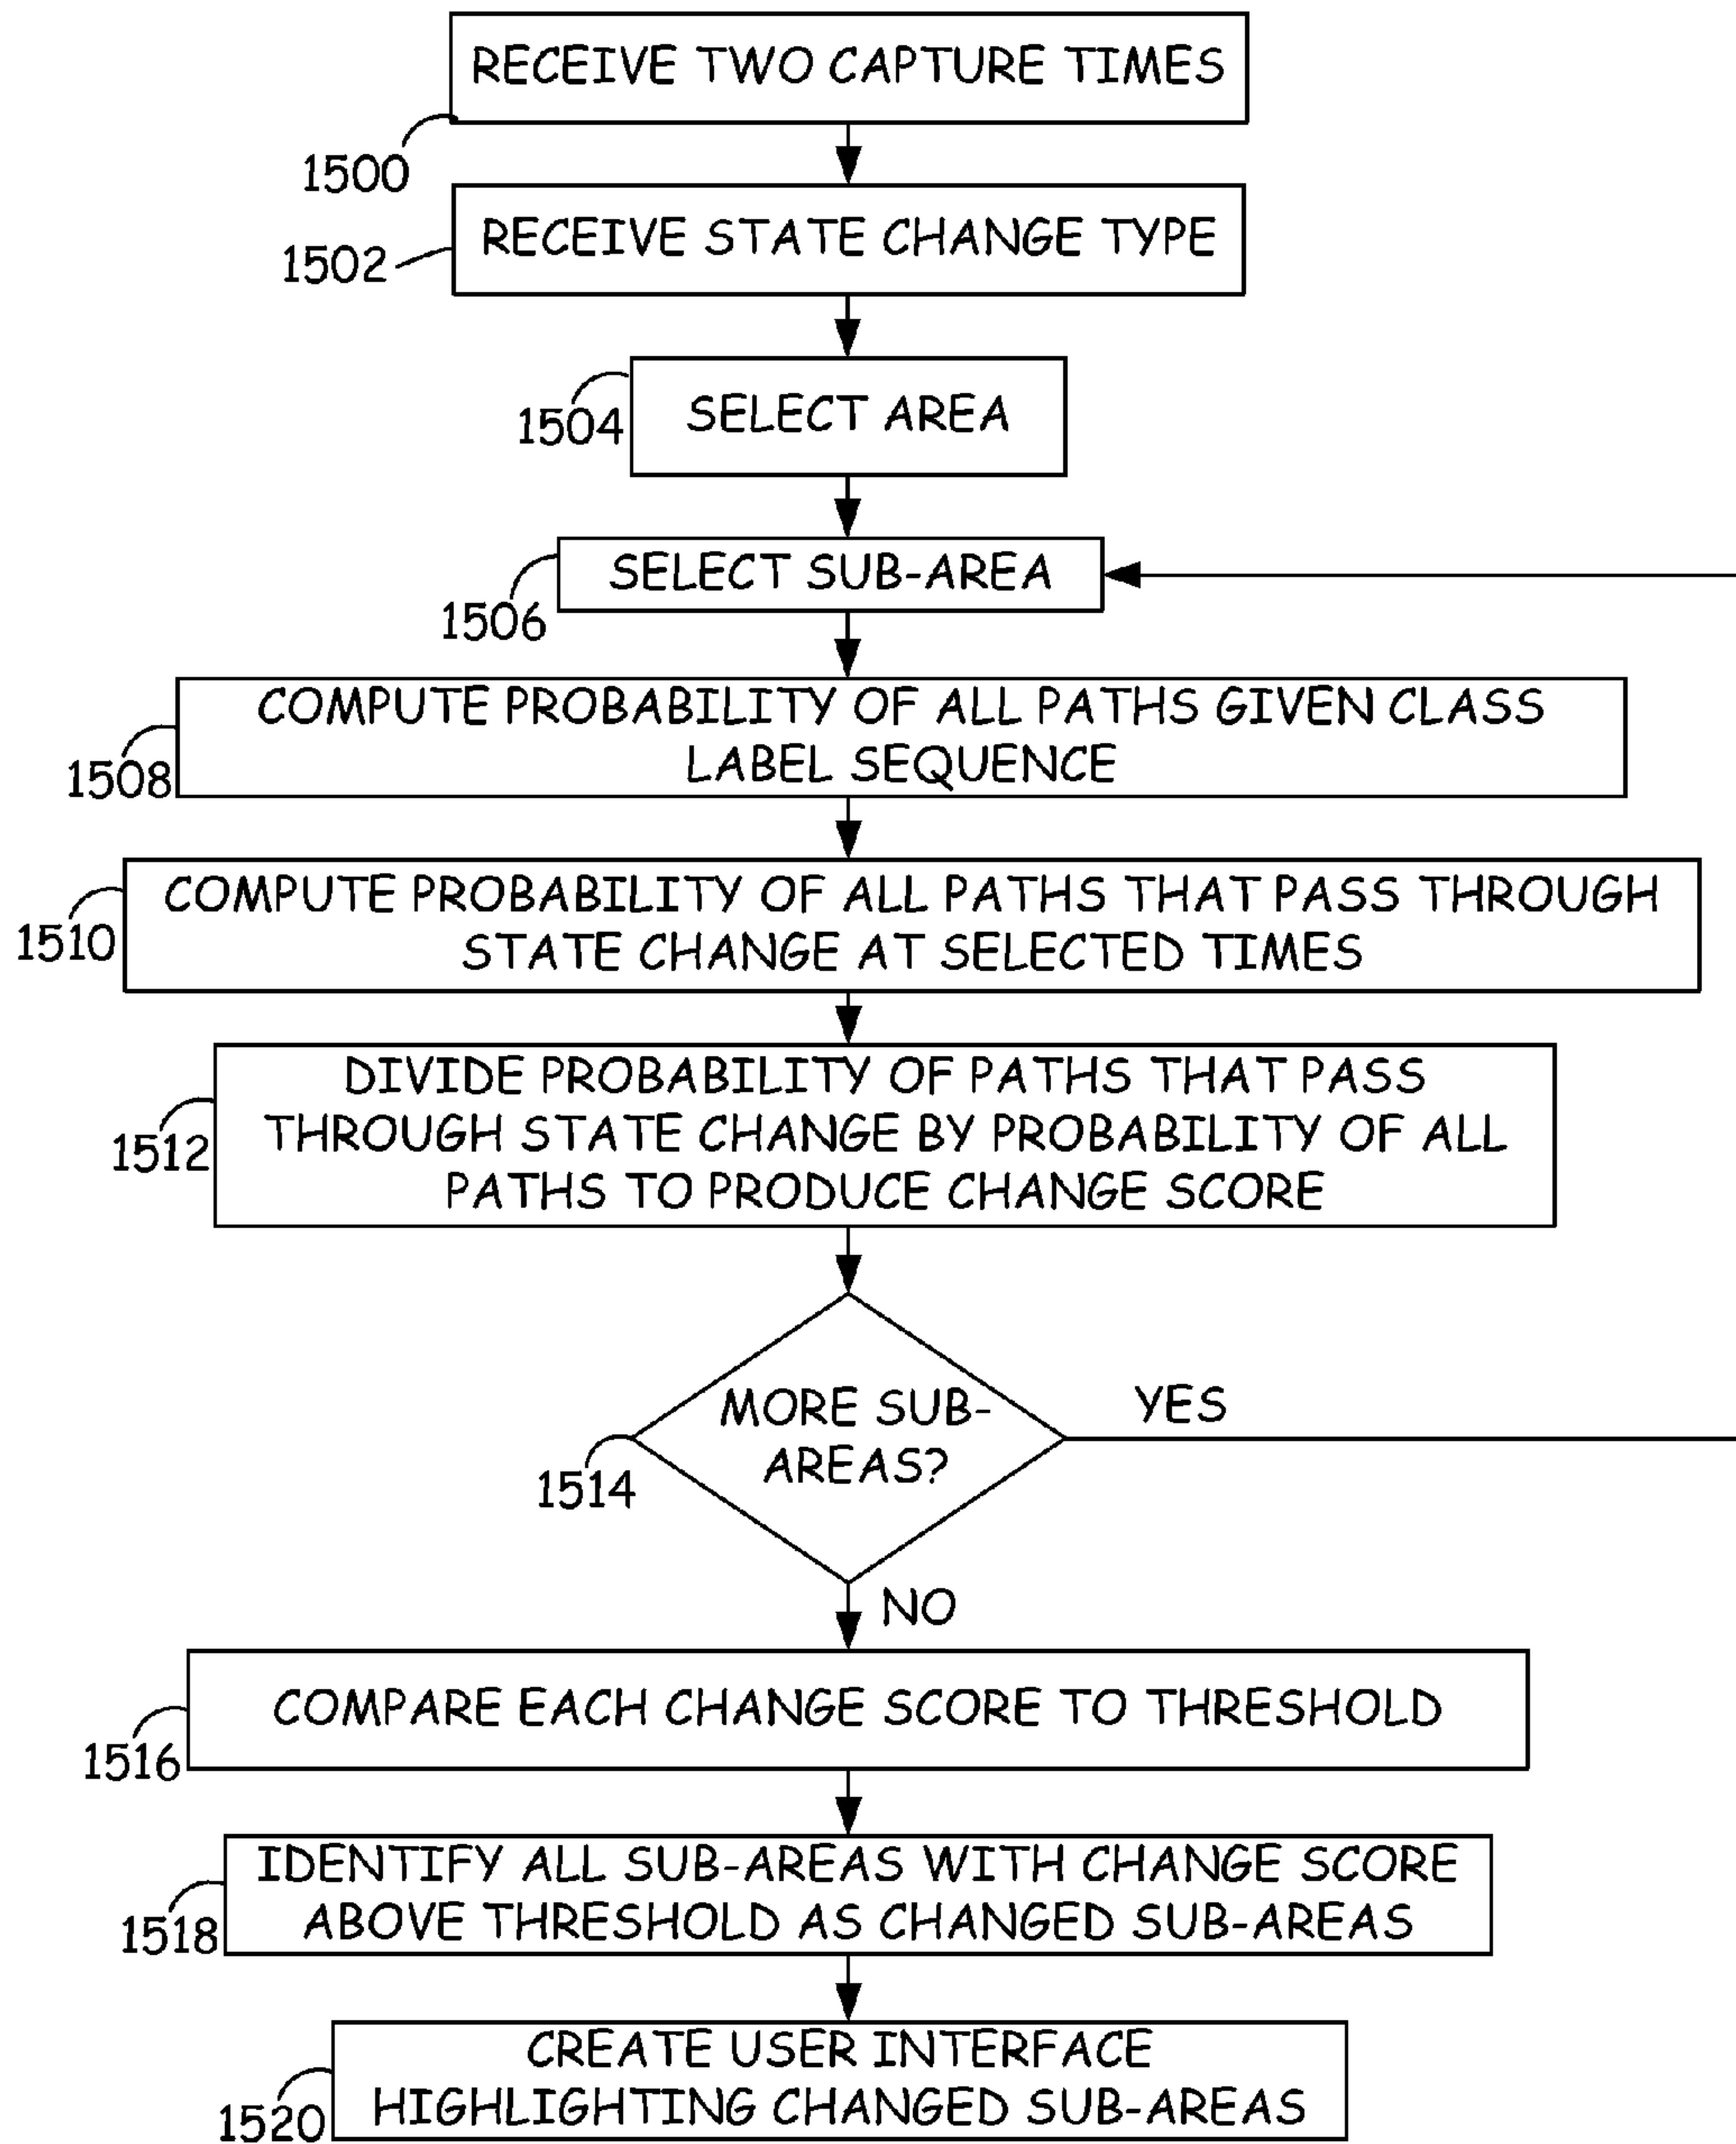 RECEIVE TWO CAPTURE TIMES
1500
RECEIVE STATE CHANGE TYPE
1502
SELECT AREA
1504
SELECT SUB-AREA
1506
COMPUTE PROBABILITY OF ALL PATHS GIVEN CLASS
LABEL SEQUENCE
1508
COMPUTE PROBABILITY OF ALL PATHS THAT PASS THROUGH
STATE CHANGE AT SELECTED TIMES
1510
DIVIDE PROBABILITY OF PATHS THAT PASS
THROUGH STATE CHANGE BY PROBABILITY OF ALL
PATHS TO PRODUCE CHANGE SCORE
1512
MORE SUB-
AREAS?
YES
1514
NO
COMPARE EACH CHANGE SCORE TO THRESHOLD
1516
IDENTIFY ALL SUB-AREAS WITH CHANGE SCORE
ABOVE THRESHOLD AS CHANGED SUB-AREAS
1518
CREATE USER INTERFACE
HIGHLIGHTING CHANGED SUB-AREAS
1520